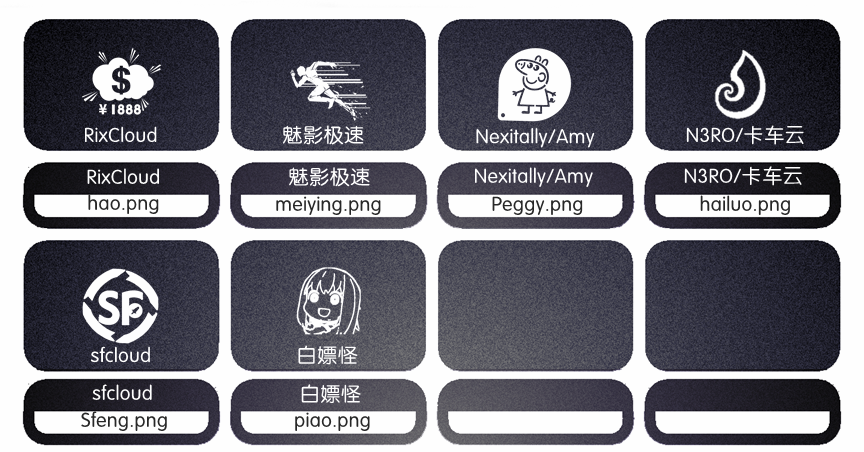 $
¥1888
RixCloud
魅影极速
Nexitally/Amy
N3RO/卡车云
RixCloud
魅影极速
Nexitally/Amy
N3RO/卡车云
hao.png
meiying.png
Peggy.png
hailuo.png
SF
sfcloud
白嫖怪
sfcloud
白嫖怪
Sfeng.png
piao.png